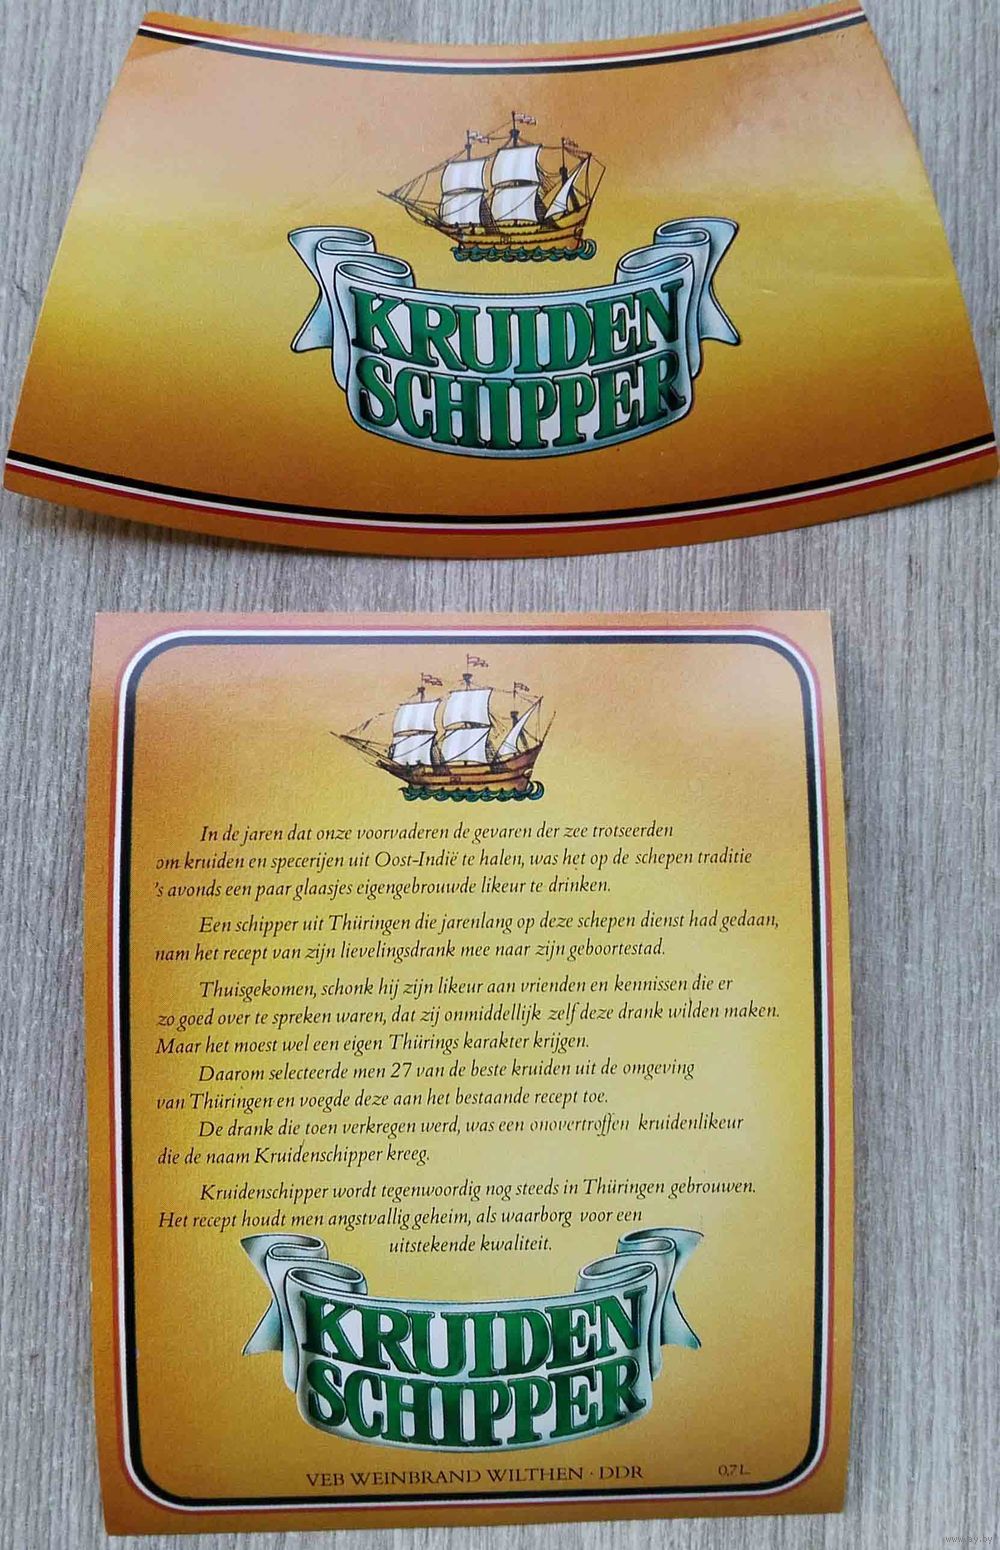 KRUIDEN
SCHIPPER
In de jaren dat onze voorvaderen de gevaren der zee trotseerden
om kruiden en specerijen uit Oost-Indië te halen, was het op de schepen traditie
's avonds een paar glaasjes eigengebrouwde likeur te drinken.
Een schipper uit Thüringen die jarenlang op deze schepen dienst had gedaan,
nam het recept van zijn lievelingsdrank mee naar zijn geboortestad.
Thuisgekomen, schonk hij zijn likeur aan vrienden en kennissen die er
zo goed over te spreken waren, dat zij onmiddellijk zelf deze drank wilden maken.
Maar het moest wel een eigen Thürings karakter krijgen.
Daarom selecteerde men 27 van de beste kruiden uit de omgeving
van Thüringen en voegde deze aan het bestaande recept toe.
De drank die toen verkregen werd, was een onovertroffen kruidenlikeur
die de naam Kruidenschipper kreeg.
Kruidenschipper wordt tegenwoordig nog steeds in Thüringen gebrouwen.
Het recept houdt men angstvallig geheim, als waarborg voor een
uitstekende kwaliteit.
KRUIDEN
SCHIPPER
VEB WEINBRAND WILTHEN · DDR 0,7 L
www.ay.by